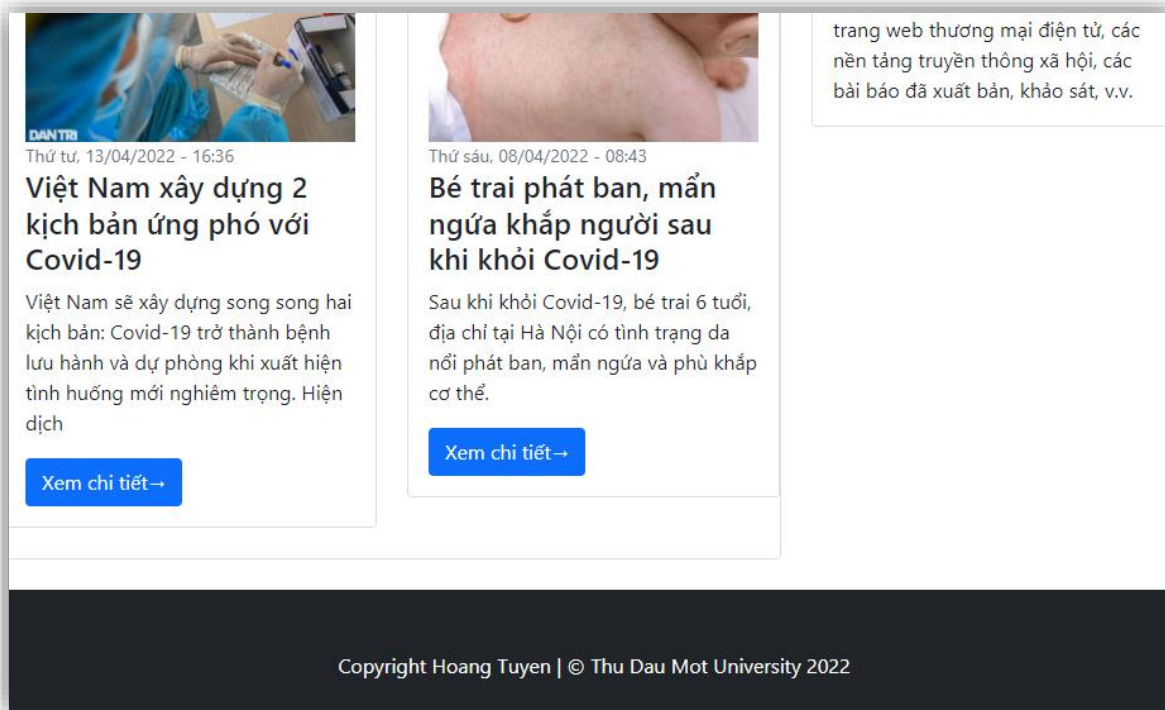 DAN TRI
Thứ tư, 13/04/2022 - 16:36
Việt Nam xây dựng 2
kịch bản ứng phó với
Covid-19
Việt Nam sẽ xây dựng song song hai
kịch bản: Covid-19 trở thành bệnh
lưu hành và dự phòng khi xuất hiện
tình huống mới nghiêm trọng. Hiện
dịch
Xem chi tiết→
Thứ sáu, 08/04/2022 - 08:43
Bé trai phát ban, mẩn
ngứa khắp người sau
khi khỏi Covid-19
Sau khi khỏi Covid-19, bé trai 6 tuổi,
địa chỉ tại Hà Nội có tình trạng da
nổi phát ban, mẩn ngứa và phù khắp
cơ thể.
Xem chi tiết→
trang web thương mại điện tử, các
nền tảng truyền thông xã hội, các
bài báo đã xuất bản, khảo sát, v.v.
Copyright Hoang Tuyen | © Thu Dau Mot University 2022